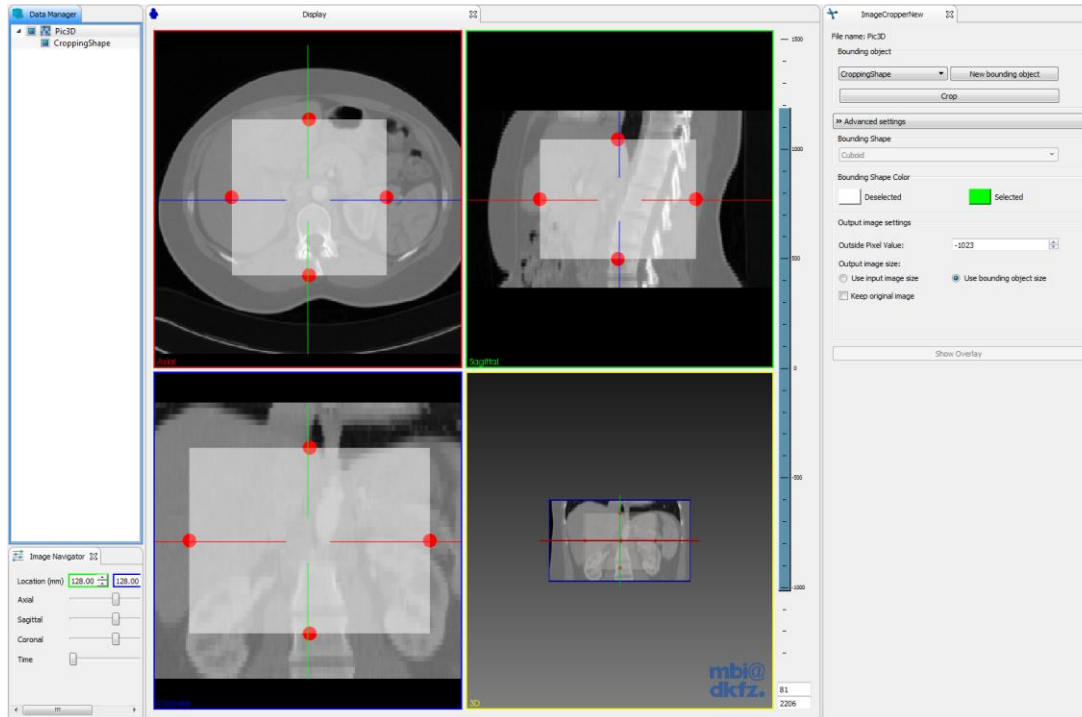 Data Manager
Pic3D
CroppingShape
Image Navigator
Location (mm) 128.00 128.00
Axial
Sagittal
Coronal
Time
Display
Axial
Sagittal
3D
mbi@
dkfz.
1500
1000
500
0
-500
-1000
81
2206
ImageCropperNew
File name: Pic3D
Bounding object
CroppingShape New bounding object
Crop
Advanced settings
Bounding Shape
Cuboid
Bounding Shape Color
Deselected Selected
Output image settings
Outside Pixel Value: -1023
Output image size:
Use input image size Use bounding object size
Keep original image
Show Overlay